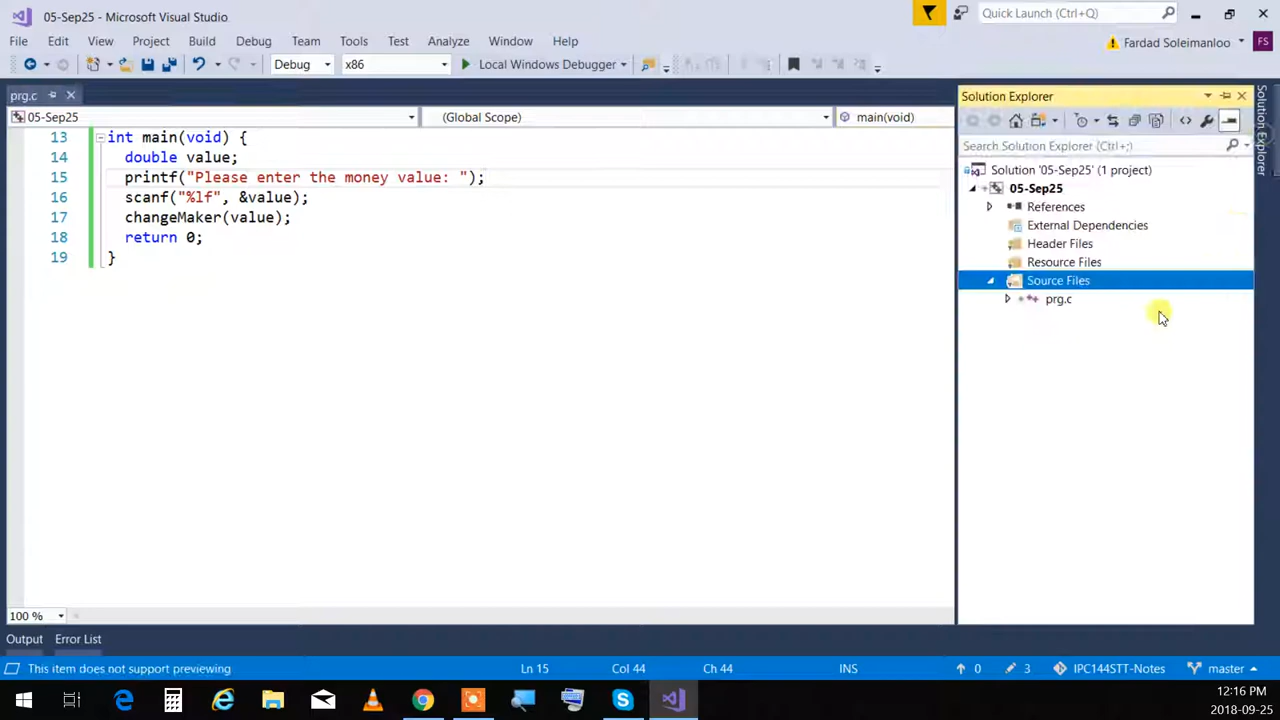 05-Sep25 - Microsoft Visual Studio
Quick Launch (Ctrl+Q)
File Edit View Project Build Debug Team Tools Test Analyze Window Help
Fardad Soleimanloo FS
Debug x86 Local Windows Debugger
prg.c
05-Sep25 (Global Scope) main(void)
13 int main(void) {
14 double value;
15 printf("Please enter the money value: ");
16 scanf("%lf", &value);
17 changeMaker(value);
18 return 0;
19 }
Solution Explorer
Search Solution Explorer (Ctrl+;)
Solution '05-Sep25' (1 project)
05-Sep25
References
External Dependencies
Header Files
Resource Files
Source Files
prg.c
Solution Explorer
100 %
Output Error List
This item does not support previewing Ln 15 Col 44 Ch 44 INS 0 3 IPC144STT-Notes master
12:16 PM
2018-09-25